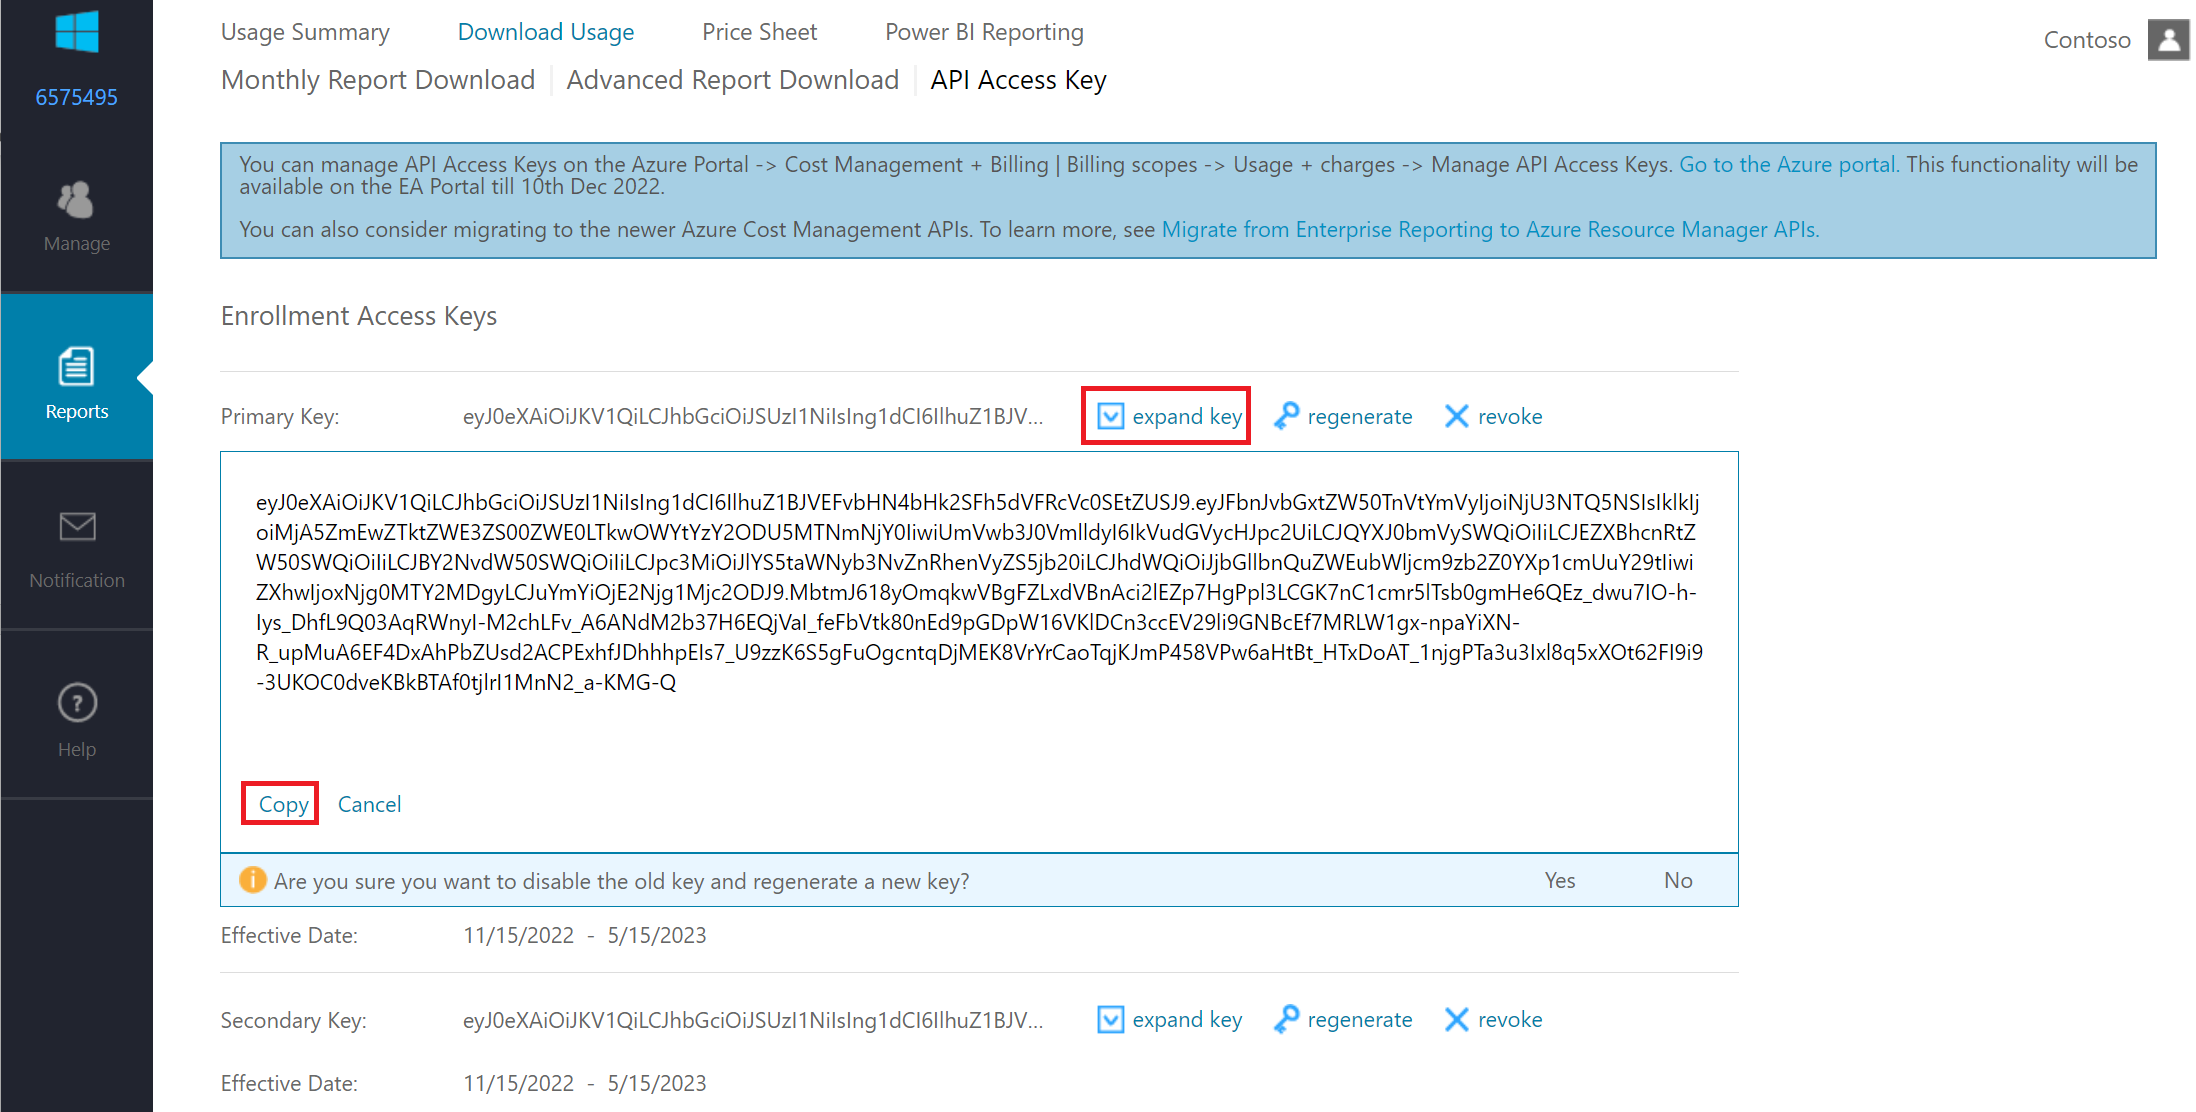 Usage Summary Download Usage Price Sheet Power BI Reporting
Contoso
Monthly Report Download Advanced Report Download API Access Key
6575495
Manage
Reports
Notification
Help
You can manage API Access Keys on the Azure Portal -> Cost Management + Billing | Billing scopes -> Usage + charges -> Manage API Access Keys. Go to the Azure portal. This functionality will be
available on the EA Portal till 10th Dec 2022.
You can also consider migrating to the newer Azure Cost Management APIs. To learn more, see Migrate from Enterprise Reporting to Azure Resource Manager APIs.
Enrollment Access Keys
Primary Key: eyJ0eXAiOiJKV1QiLCJhbGciOiJSUzI1NiIsIng1dCI6IlhuZ1BJV... expand key regenerate revoke
eyJ0eXAiOiJKV1QiLCJhbGciOiJSUzI1NiIsIng1dCI6IlhuZ1BJVEFvbHN4bHk2SFh5dVFRcVc0SEtZUSJ9.eyJFbnJvbGxtZW50TnVtYmVyIjoiNjU3NTQ5NSIsIklkIj
oiMjA5ZmEwZTktZWE3ZS00ZWE0LTkwOWYtYzY2ODU5MTNmNjY0IiwiUmVwb3J0VmlldyI6IkVudGVycHJpc2UiLCJQYXJ0bmVySWQiOiIiLCJEZXBhcnRtZ
W50SWQiOiIiLCJBY2NvdW50SWQiOiIiLCJpc3MiOiJlYS5taWNyb3NvZnRhenVyZS5jb20iLCJhdWQiOiJjbGllbnQuZWEubWljcm9zb2Z0YXp1cmUuY29tIiwi
ZXhwIjoxNjg0MTY2MDgyLCJuYmYiOjE2Njg1Mjc2ODJ9.MbtmJ618yOmqkwVBgFZLxdVBnAci2lEZp7HgPpl3LCGK7nC1cmr5lTsb0gmHe6QEz_dwu7IO-h-
Iys_DhfL9Q03AqRWnyI-M2chLFv_A6ANdM2b37H6EQjVaI_feFbVtk80nEd9pGDpW16VKlDCn3ccEV29li9GNBcEf7MRLW1gx-npaYiXN-
R_upMuA6EF4DxAhPbZUsd2ACPExhfJDhhhpEIs7_U9zzK6S5gFuOgcntqDjMEK8VrYrCaoTqjKJmP458VPw6aHtBt_HTxDoAT_1njgPTa3u3Ixl8q5xXOt62FI9i9
-3UKOC0dveKBkBTAf0tjlrI1MnN2_a-KMG-Q
Copy Cancel
Are you sure you want to disable the old key and regenerate a new key? Yes No
Effective Date: 11/15/2022 - 5/15/2023
Secondary Key: eyJ0eXAiOiJKV1QiLCJhbGciOiJSUzI1NiIsIng1dCI6IlhuZ1BJV... expand key regenerate revoke
Effective Date: 11/15/2022 - 5/15/2023